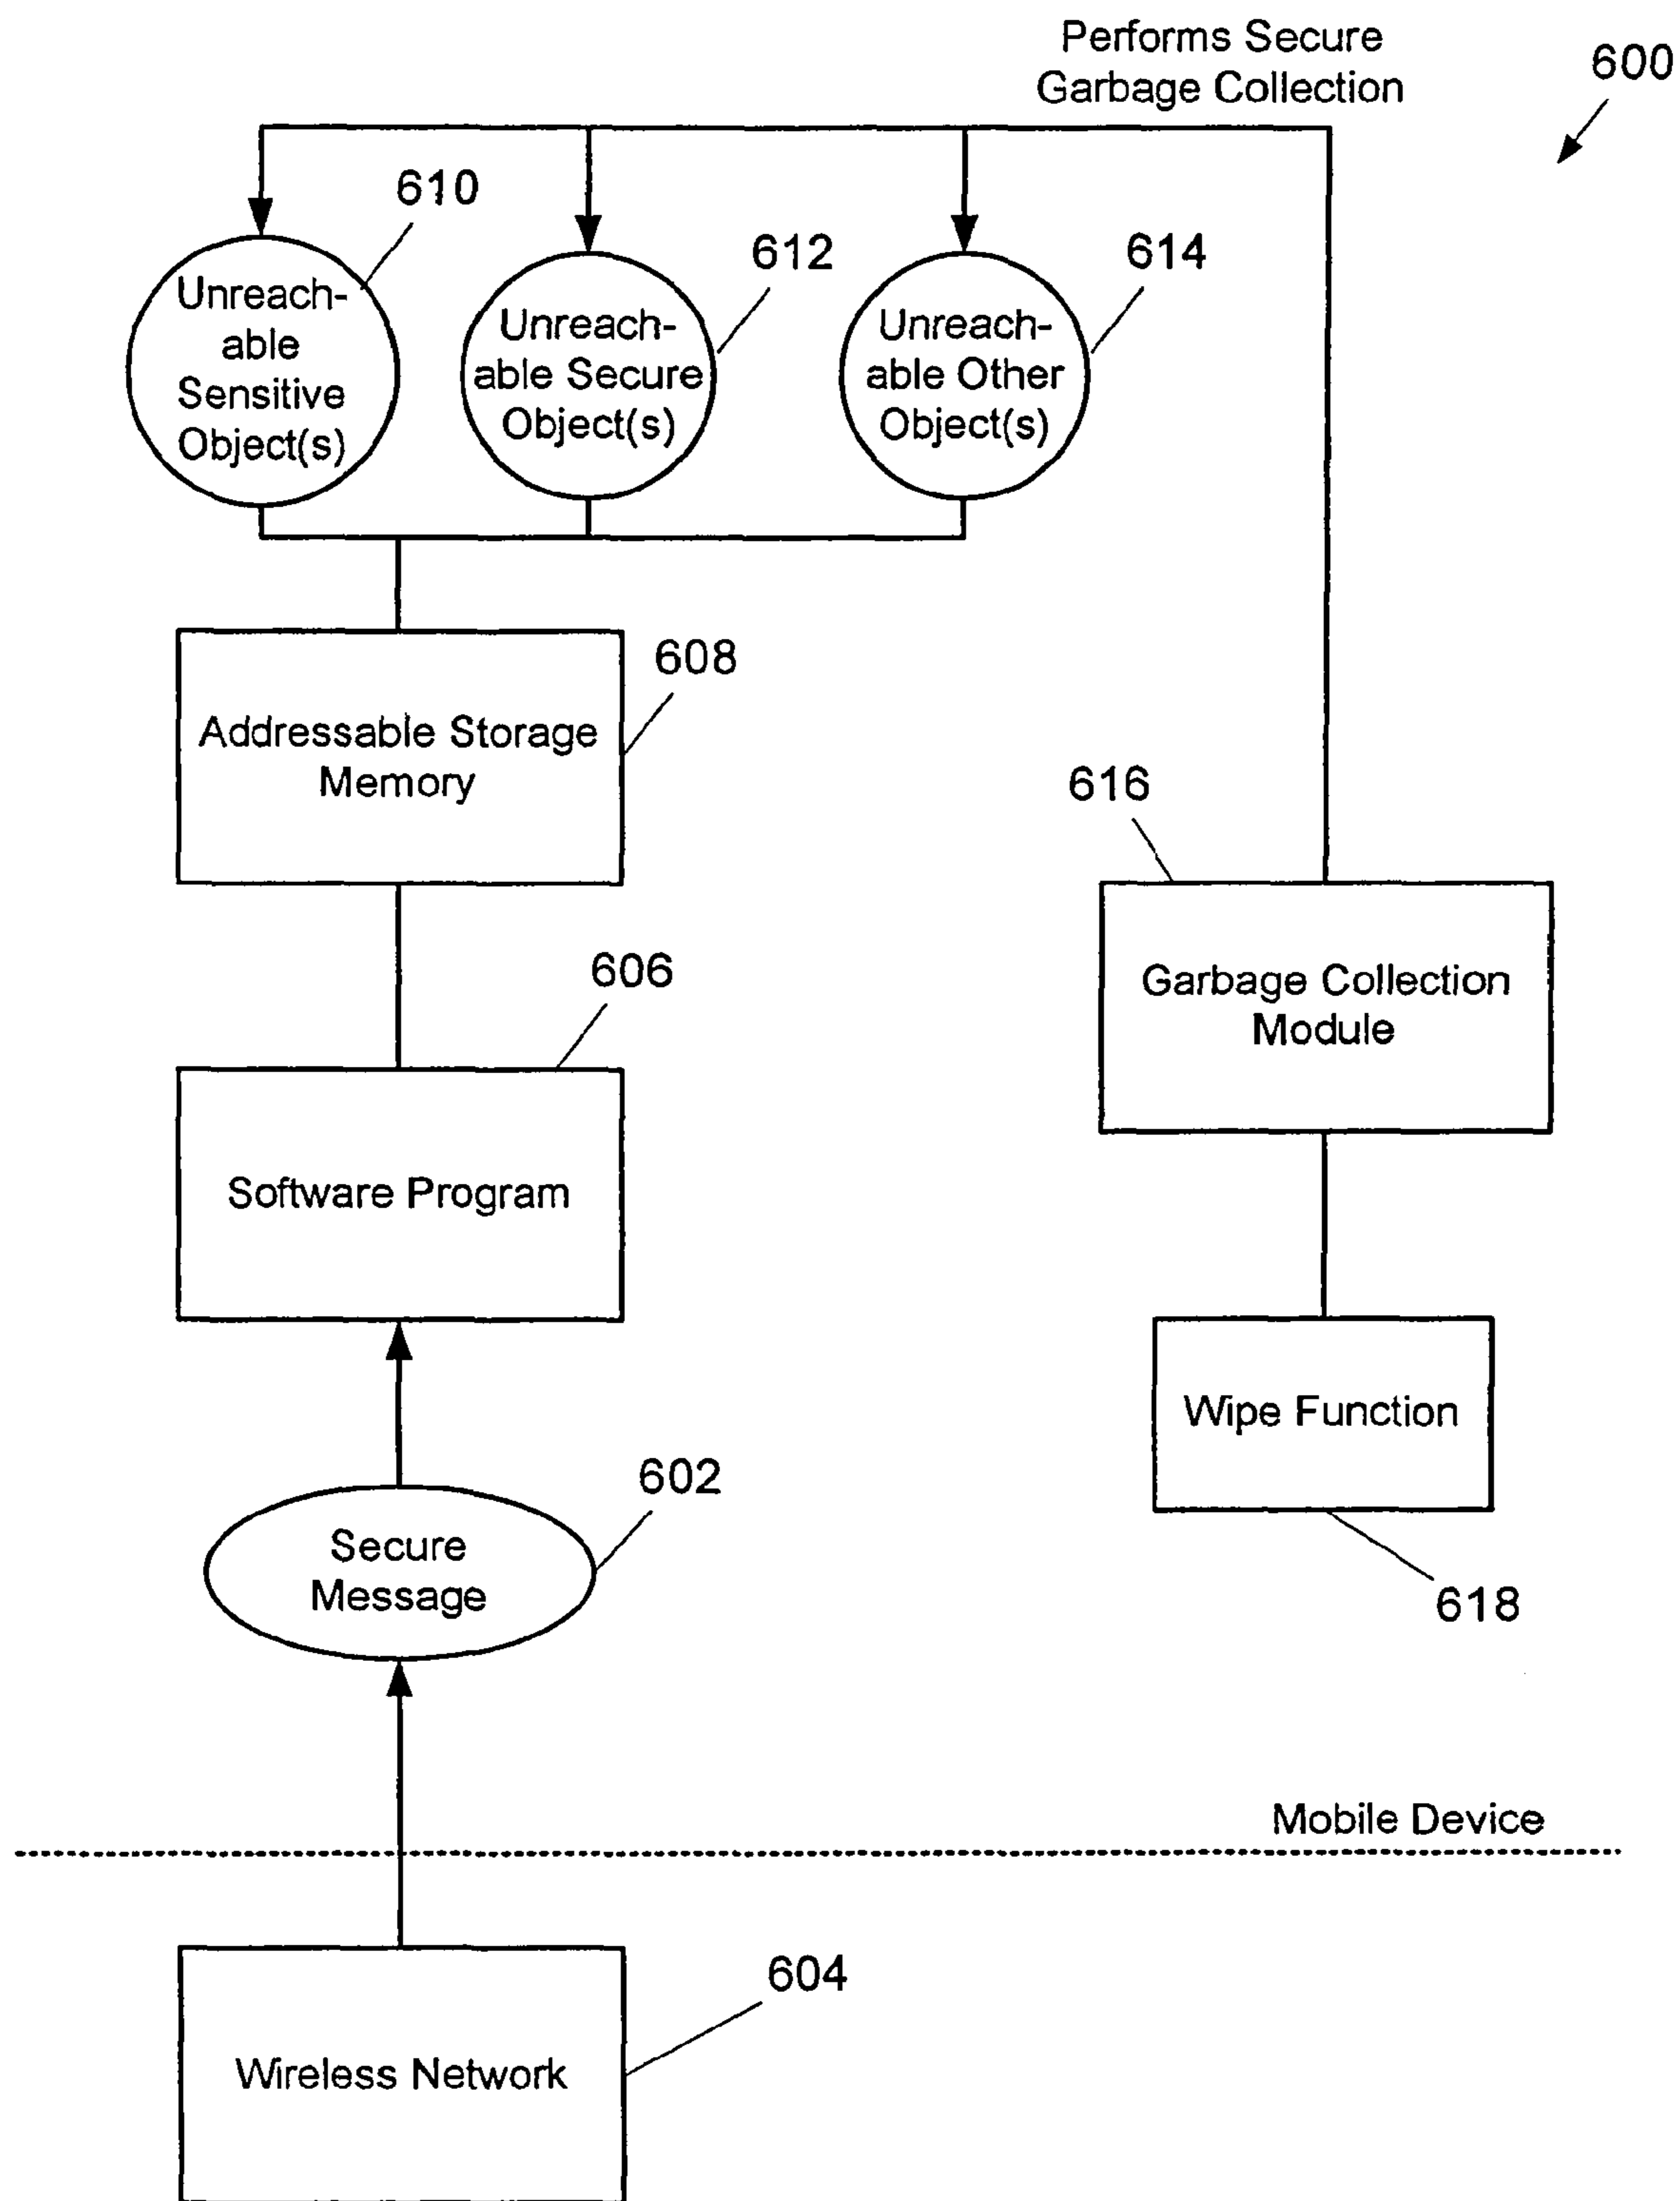 Performs Secure
Garbage Collection
600
610
612
614
Unreach-
able
Sensitive
Object(s)
Unreach-
able Secure
Object(s)
Unreach-
able Other
Object(s)
608
Addressable Storage
Memory
616
Garbage Collection
Module
606
Software Program
Wipe Function
618
602
Secure
Message
Mobile Device
604
Wireless Network